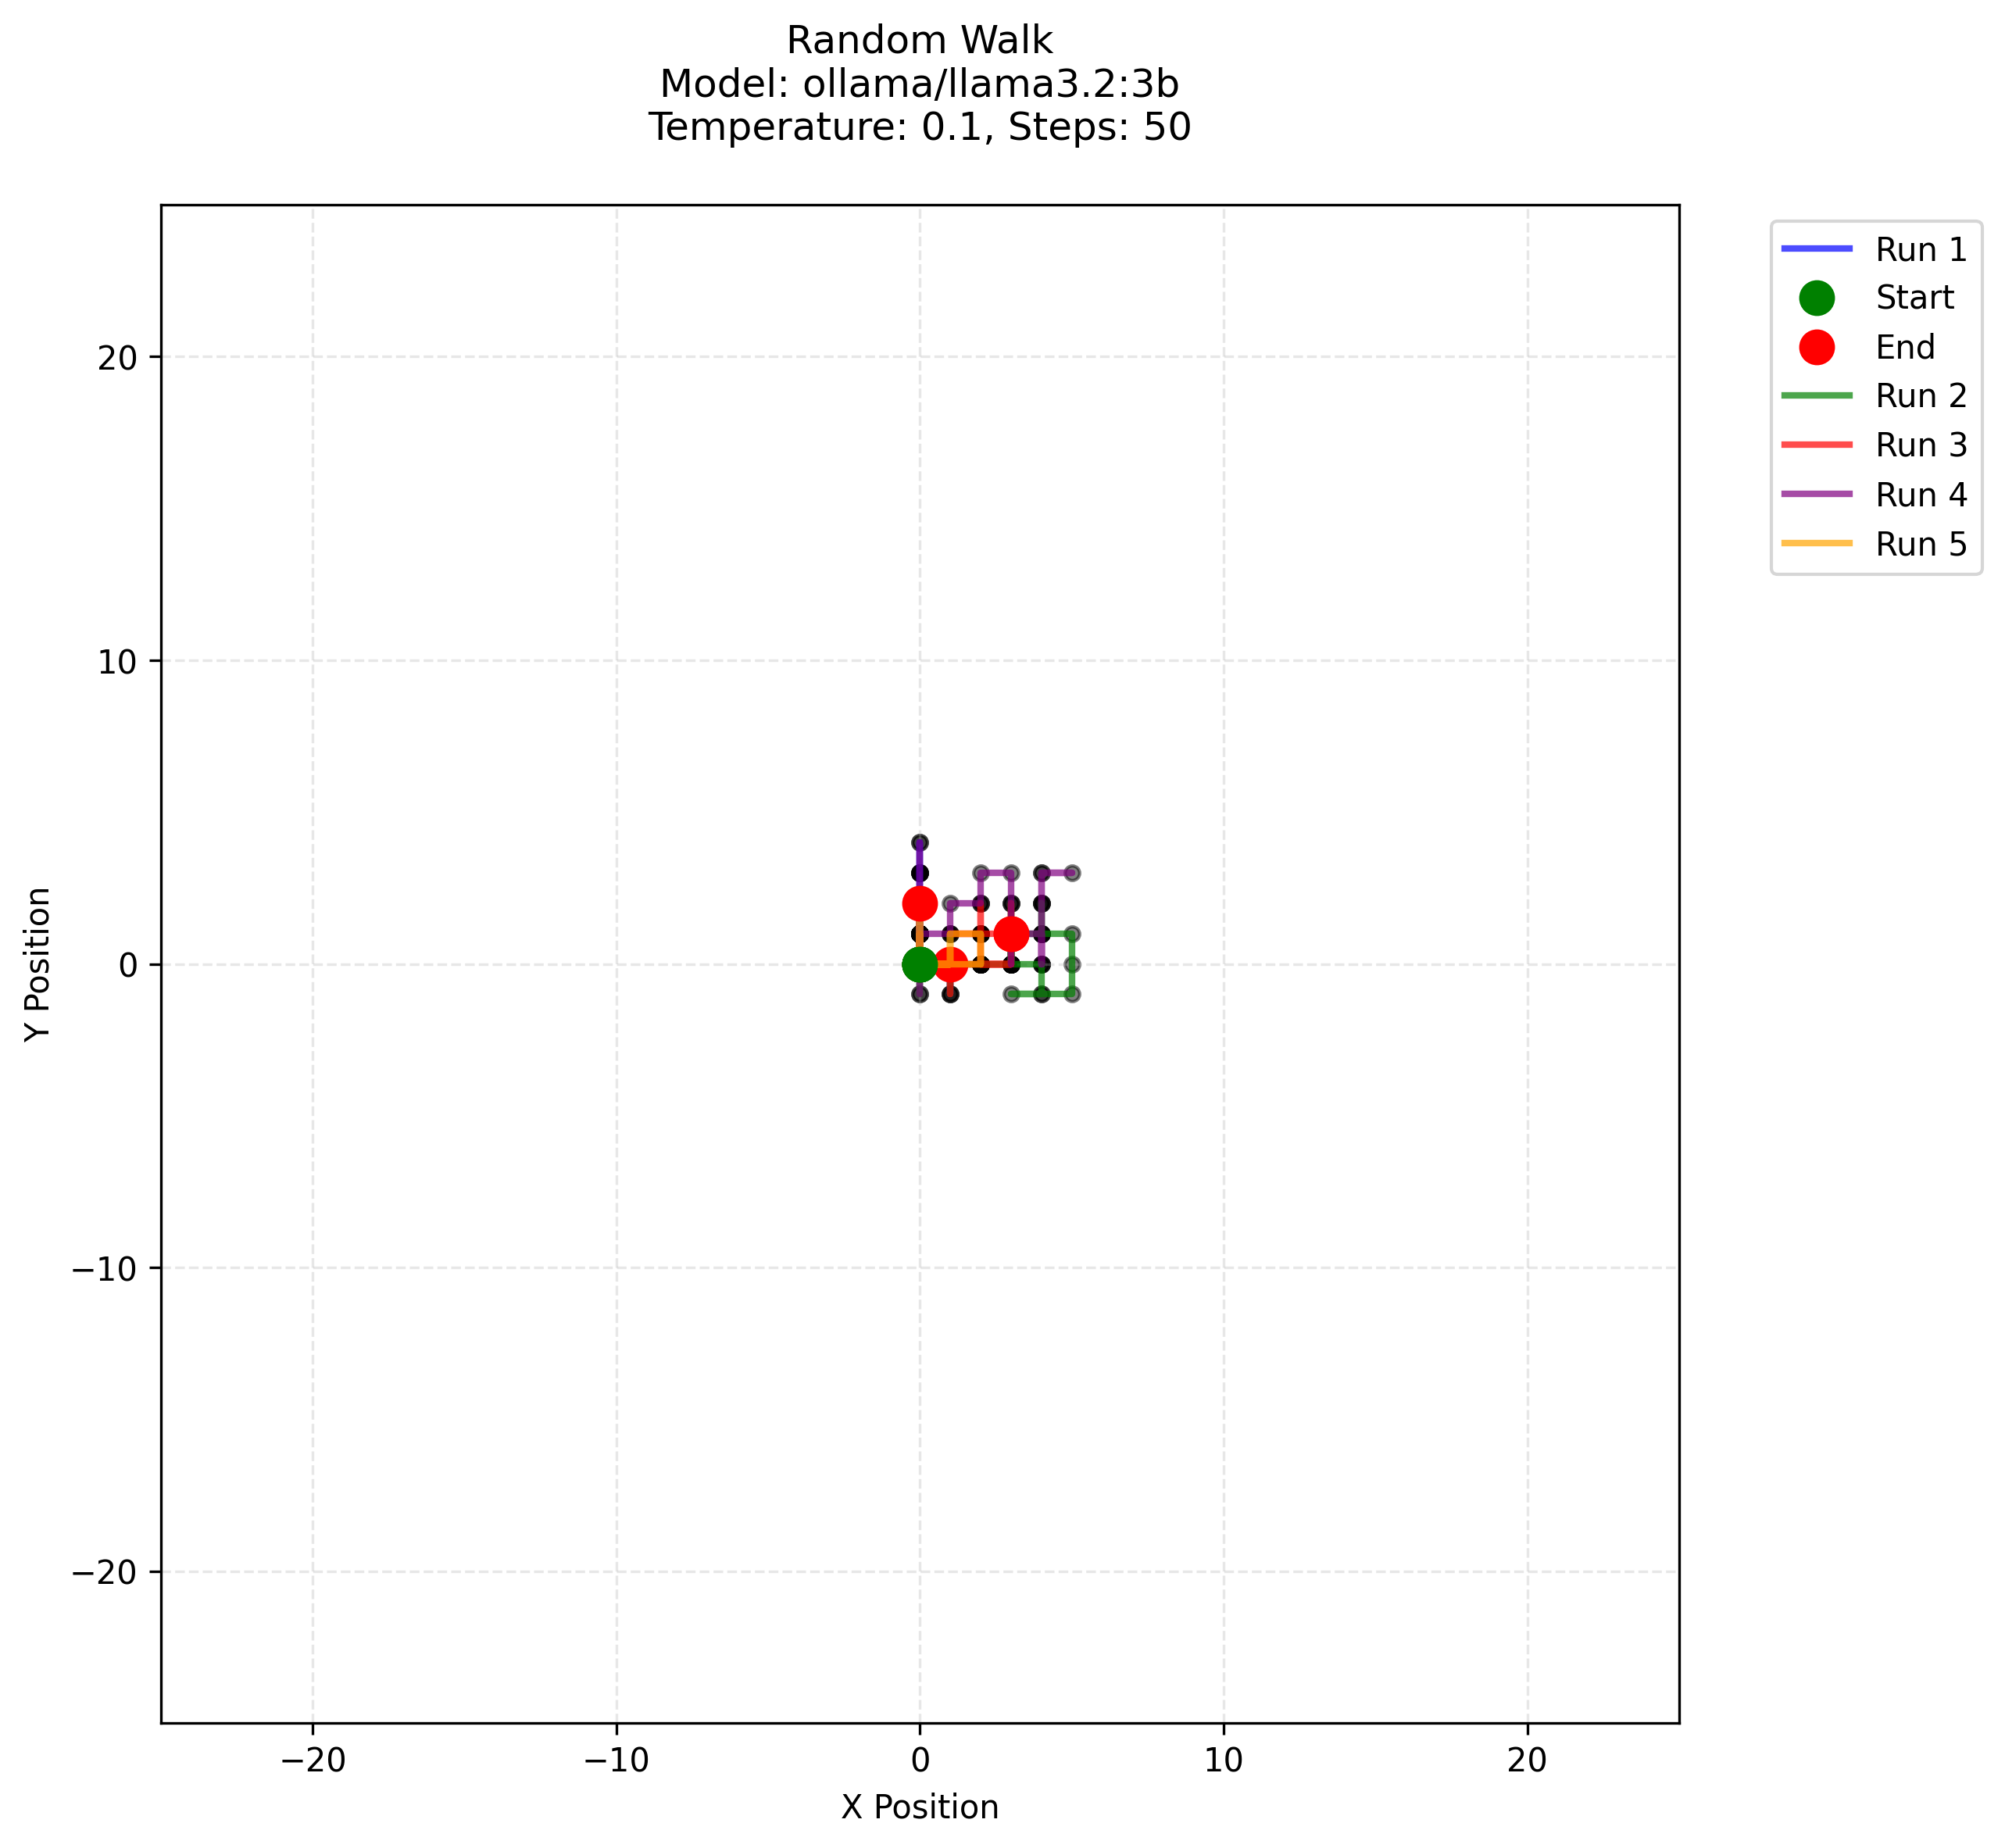 Random Walk
Model: ollama/llama3.2:3b
Temperature: 0.1, Steps: 50
Run 1
Start
End
Run 2
Run 3
Run 4
Run 5
Y Position
20
10
0
−10
−20
−20
−10
0
10
20
X Position